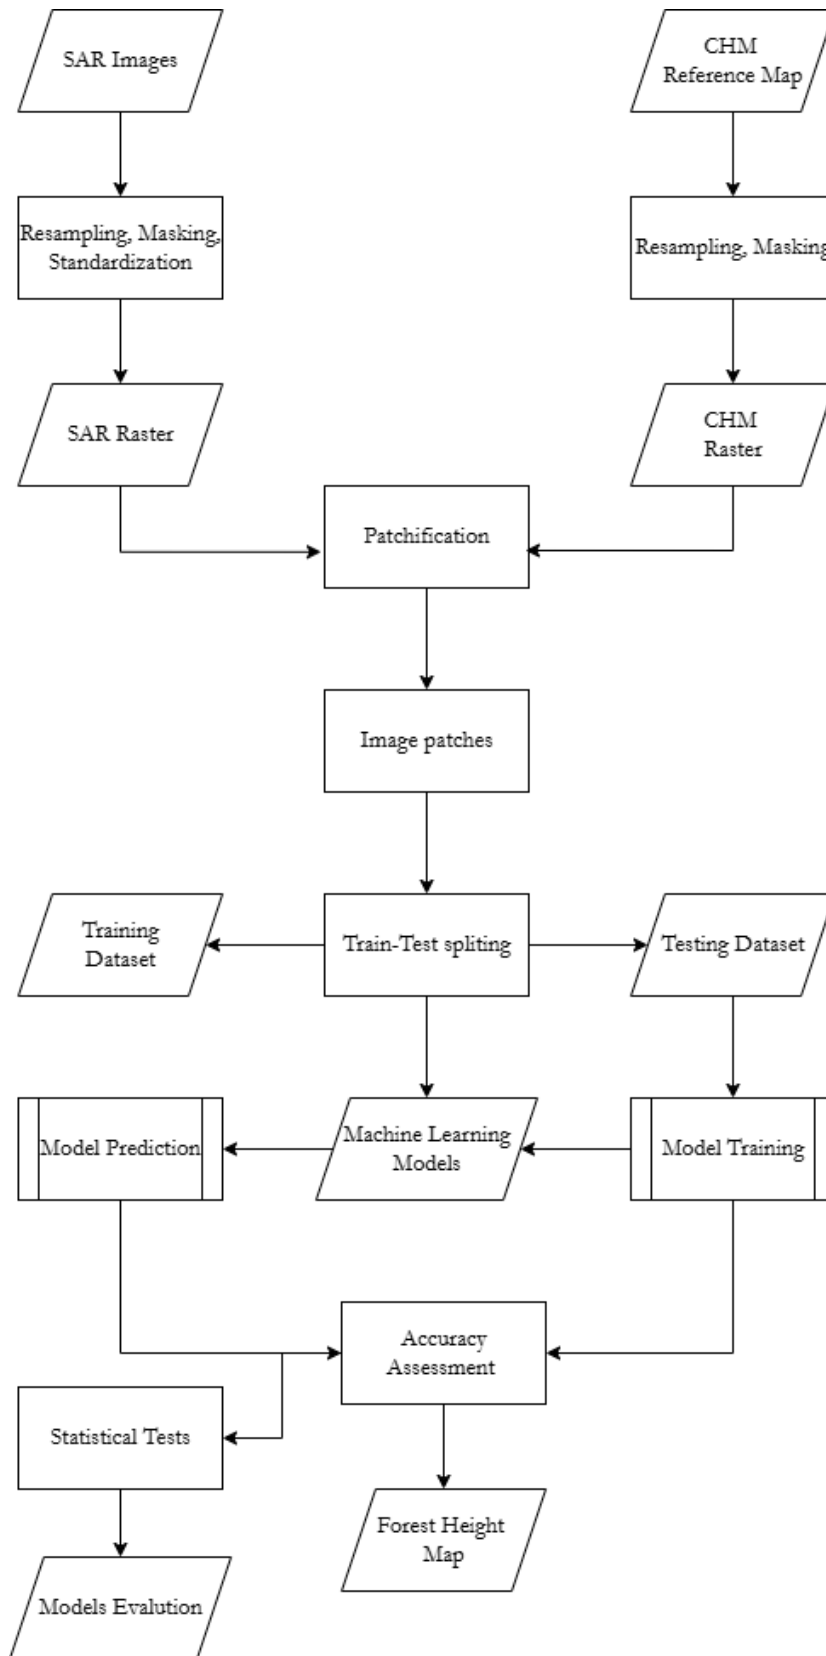 SAR Images
CHM
Reference Map
Resampling, Masking,
Standardization
Resampling, Masking
SAR Raster
CHM
Raster
Patchification
Image patches
Training
Dataset
Train-Test spliting
Testing Dataset
Model Prediction
Machine Learning
Models
Model Training
Accuracy
Assessment
Statistical Tests
Forest Height
Map
Models Evalution